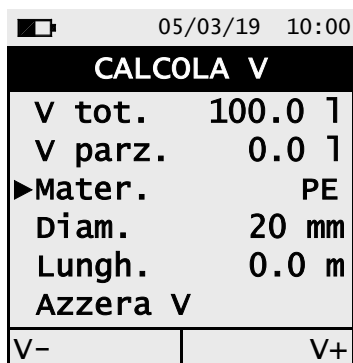 05/03/19 10:00
CALCOLA V
V tot. 100.0 l
V parz. 0.0 l
►Mater. PE
Diam. 20 mm
Lungh. 0.0 m
Azzera V
V- V+